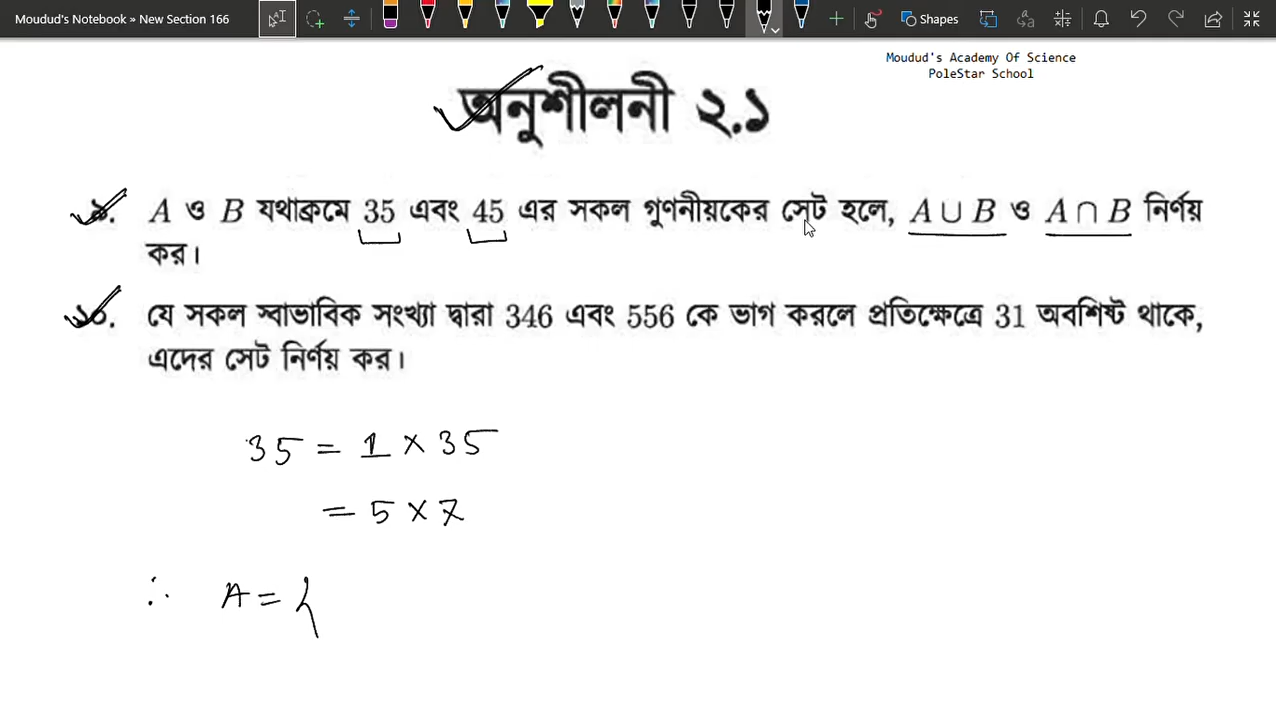 Moudud's Notebook » New Section 166
Shapes
Moudud's Academy Of Science
PoleStar School
অনুশীলনী ২.১
৯. A ও B যথাক্রমে 35 এবং 45 এর সকল গুণনীয়কের সেট হলে, A ∪ B ও A ∩ B নির্ণয়
কর।
১০. যে সকল স্বাভাবিক সংখ্যা দ্বারা 346 এবং 556 কে ভাগ করলে প্রতিক্ষেত্রে 31 অবশিষ্ট থাকে,
এদের সেট নির্ণয় কর।
35 = 1 × 35
= 5 × 7
∴ A = {